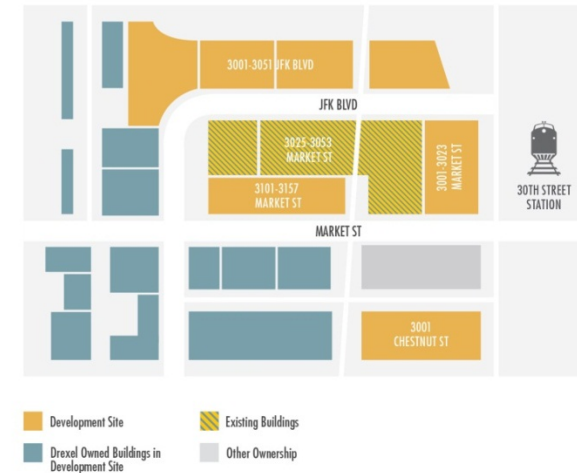 3001-3051 JFK BLVD
JFK BLVD
3025-3053
MARKET ST
3001-3023
MARKET ST
3101-3157
MARKET ST
30TH STREET
STATION
MARKET ST
3001
CHESTNUT ST
Development Site
Existing Buildings
Drexel Owned Buildings in
Development Site
Other Ownership